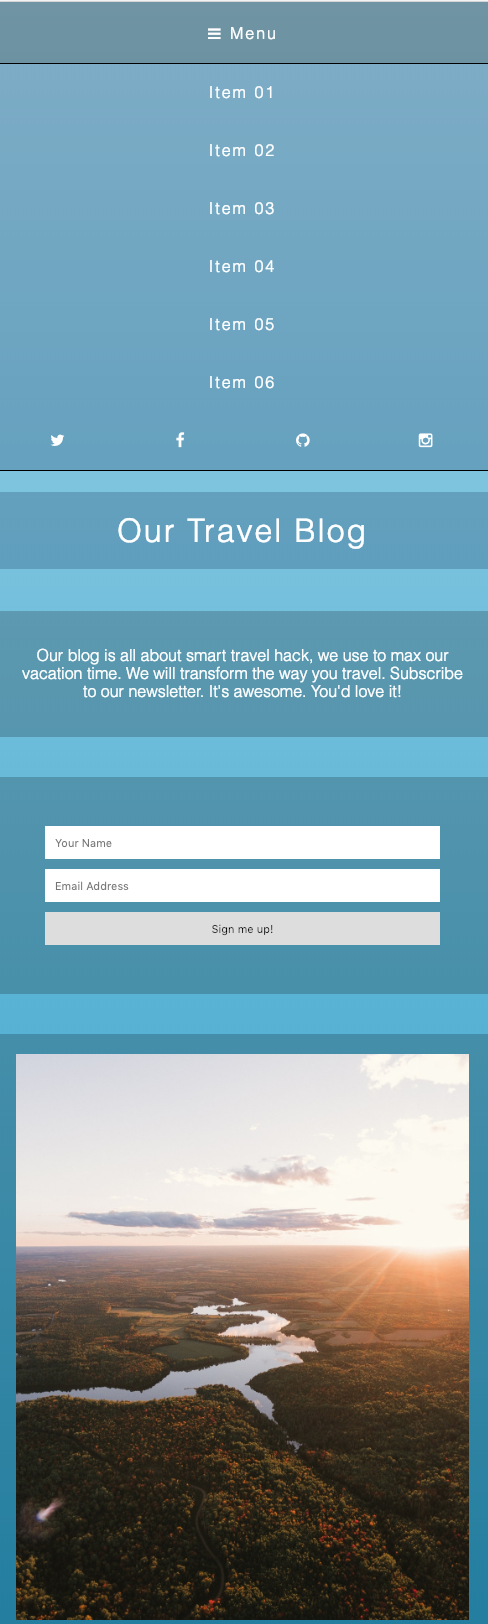 Menu
Item 01
Item 02
Item 03
Item 04
Item 05
Item 06
Our Travel Blog
Our blog is all about smart travel hack, we use to max our
vacation time. We will transform the way you travel. Subscribe
to our newsletter. It's awesome. You'd love it!
Your Name
Email Address
Sign me up!